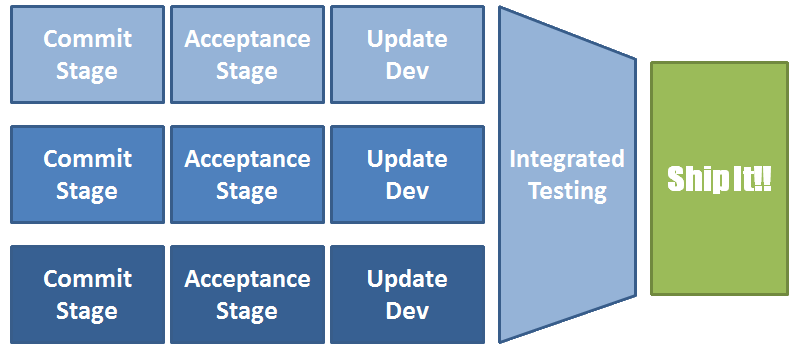 Commit
Stage
Acceptance
Stage
Update
Dev
Commit
Stage
Acceptance
Stage
Update
Dev
Commit
Stage
Acceptance
Stage
Update
Dev
Integrated
Testing
Ship It!!